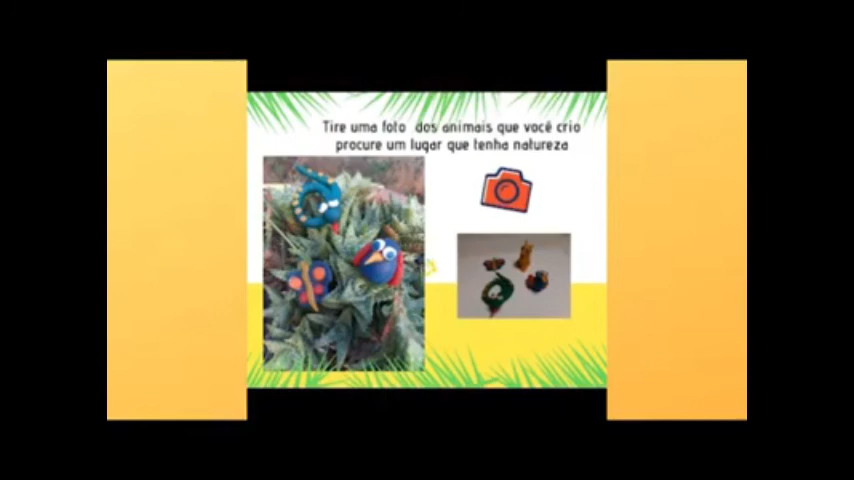 Tire uma foto dos animais que você crio
procure um lugar que tenha natureza